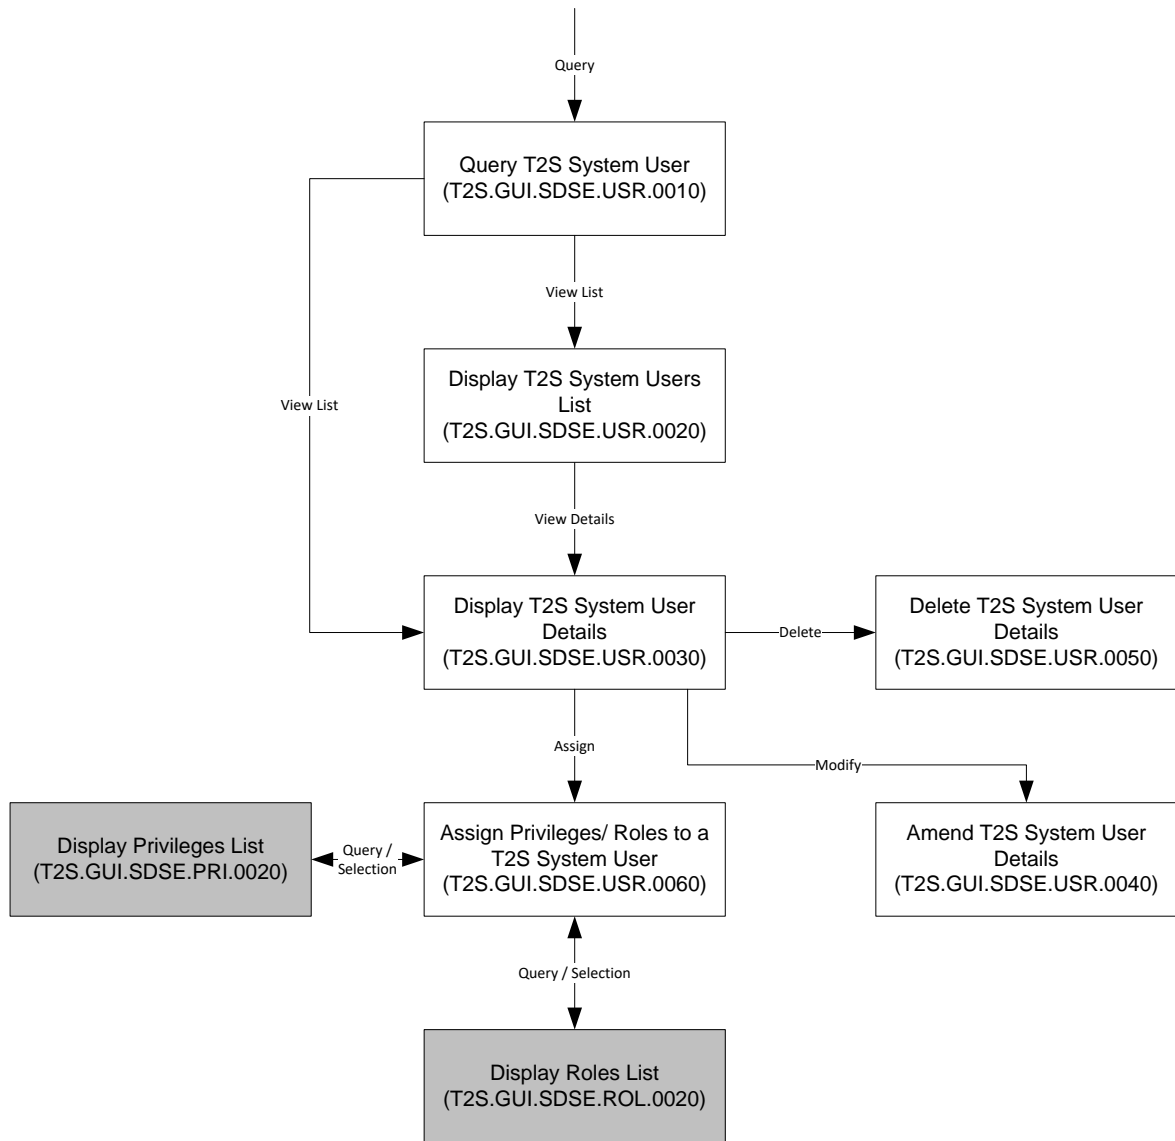 Query
Query T2S System User
(T2S.GUI.SDSE.USR.0010)
View List
Display T2S System Users
List
(T2S.GUI.SDSE.USR.0020)
View List
View Details
Display T2S System User
Details
(T2S.GUI.SDSE.USR.0030)
Delete
Delete T2S System User
Details
(T2S.GUI.SDSE.USR.0050)
Assign
Modify
Display Privileges List
(T2S.GUI.SDSE.PRI.0020)
Query /
Selection
Assign Privileges/ Roles to a
T2S System User
(T2S.GUI.SDSE.USR.0060)
Amend T2S System User
Details
(T2S.GUI.SDSE.USR.0040)
Query / Selection
Display Roles List
(T2S.GUI.SDSE.ROL.0020)